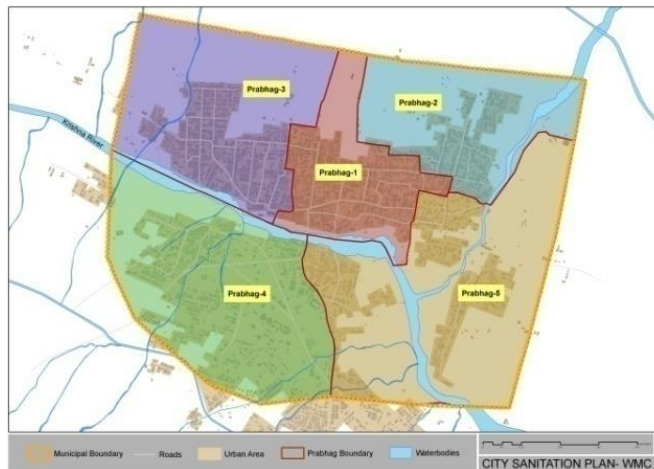 Prabhag-3
Prabhag-2
Krishna River
Prabhag-1
Prabhag-4
Prabhag-5
Municipal Boundary
Roads
Urban Area
Prabhag Boundary
Waterbodies
CITY SANITATION PLAN- WMC